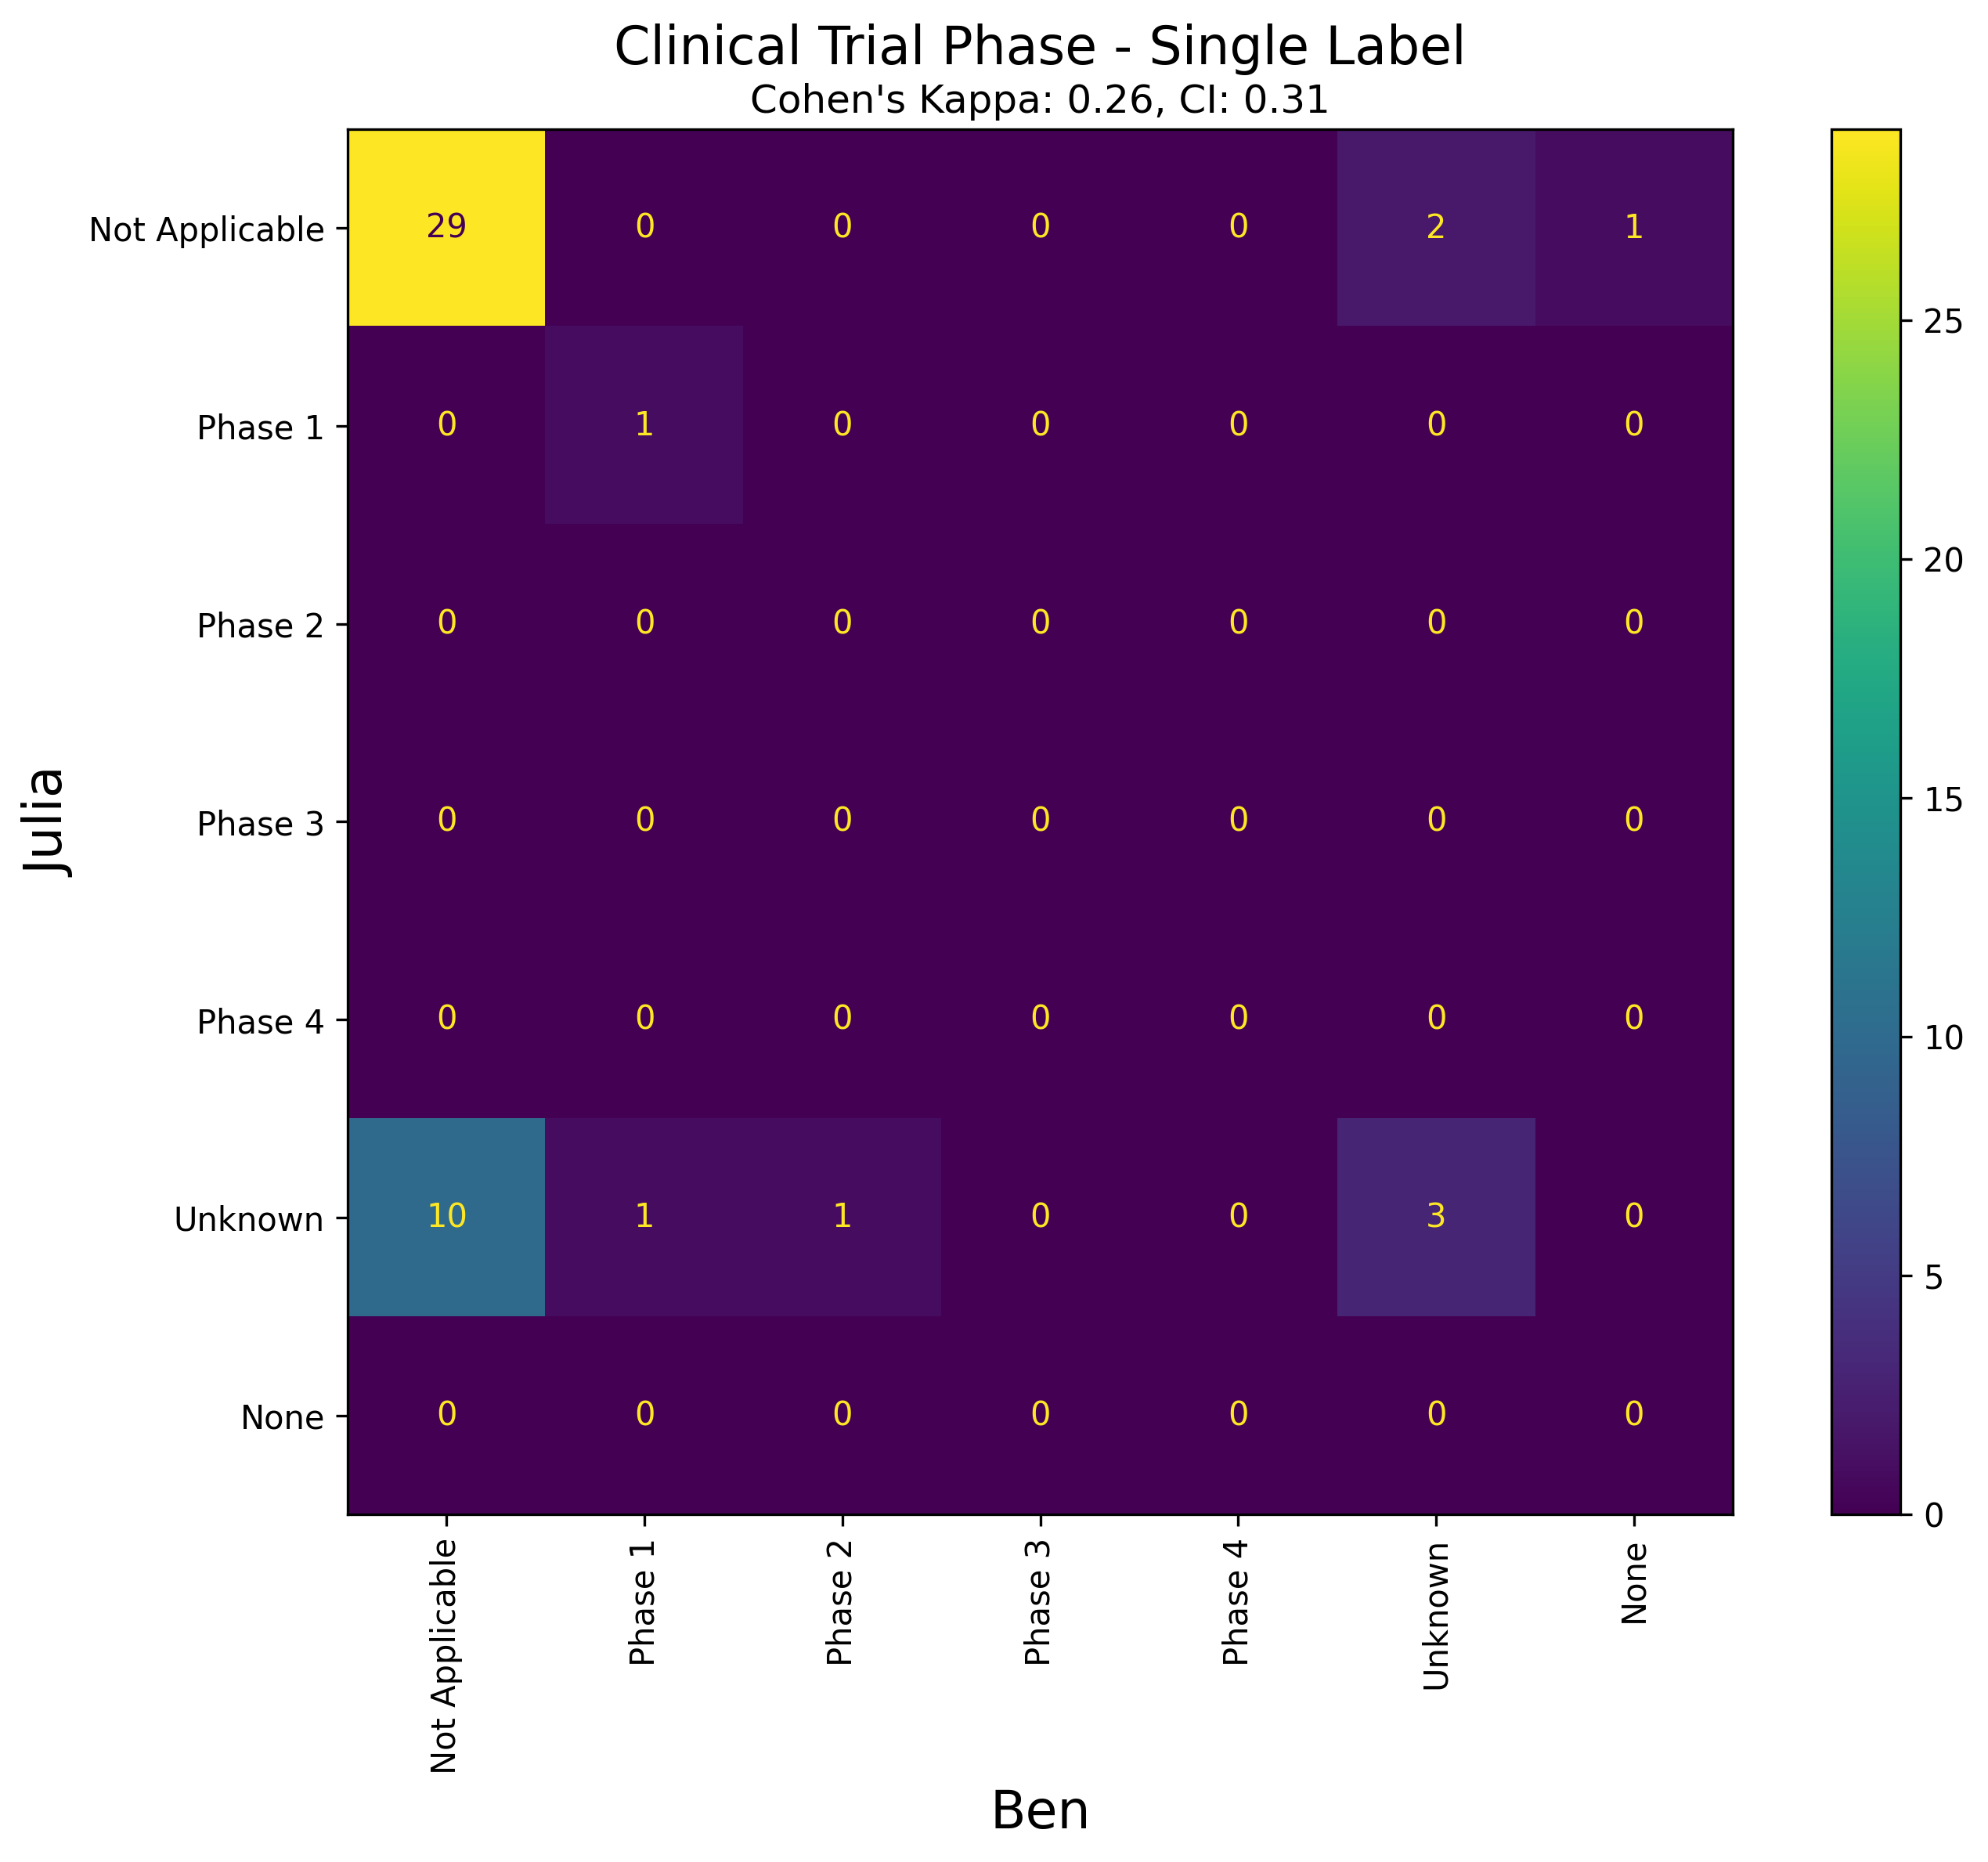 Clinical Trial Phase - Single Label
Cohen's Kappa: 0.26, CI: 0.31
Not Applicable 29 0 0 0 0 2 1
Phase 1 0 1 0 0 0 0 0
Phase 2 0 0 0 0 0 0 0
Phase 3 0 0 0 0 0 0 0
Phase 4 0 0 0 0 0 0 0
Unknown 10 1 1 0 0 3 0
None 0 0 0 0 0 0 0
Julia
Not Applicable
Phase 1
Phase 2
Phase 3
Phase 4
Unknown
None
Ben
25
20
15
10
5
0